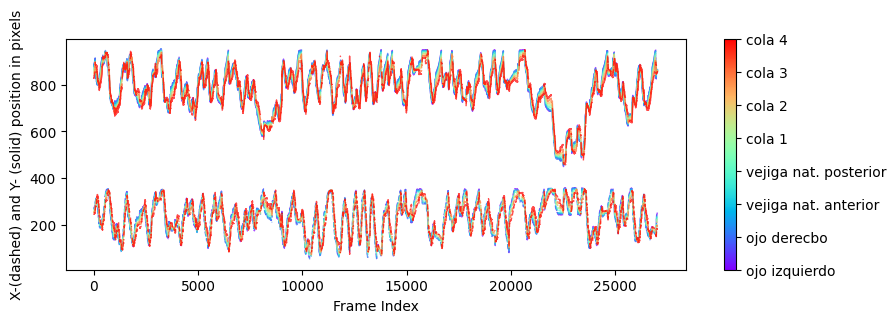 X-(dashed) and Y- (solid) position in pixels
800
600
400
200
0
5000
10000
15000
20000
25000
Frame Index
cola 4
cola 3
cola 2
cola 1
vejiga nat. posterior
vejiga nat. anterior
ojo derecbo
ojo izquierdo